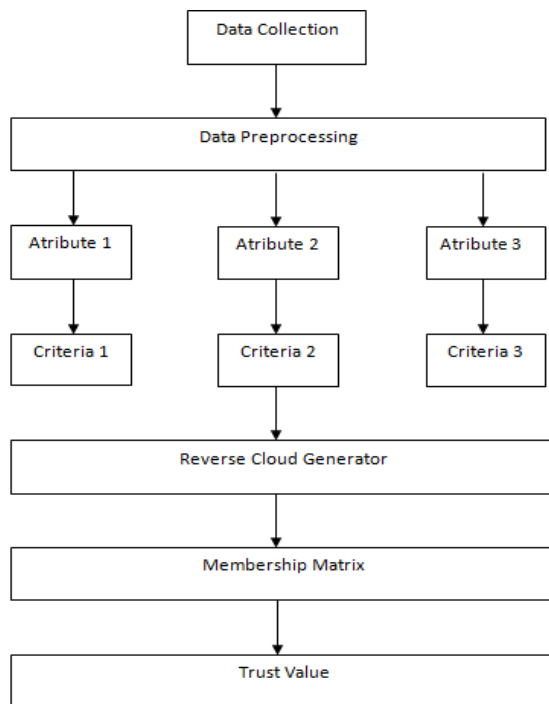 Data Collection
Data Preprocessing
Atribute 1
Atribute 2
Atribute 3
Criteria 1
Criteria 2
Criteria 3
Reverse Cloud Generator
Membership Matrix
Trust Value